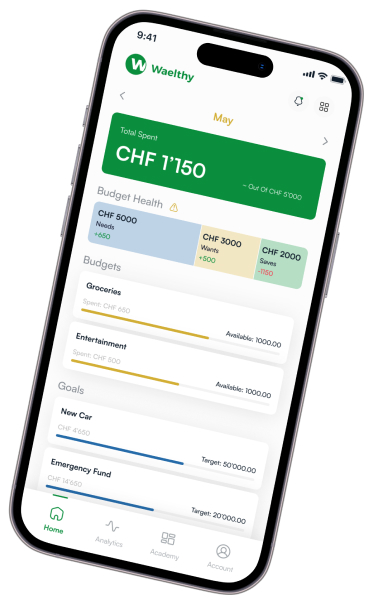 9:41
W Waelthy
May
Total Spent
CHF 1’150
– Out Of CHF 5’000
Budget Health
CHF 5000
Needs
+650
CHF 3000
Wants
+500
CHF 2000
Saves
-1150
Budgets
Groceries
Spent: CHF 650
Available: 1000.00
Entertainment
Spent: CHF 500
Available: 1000.00
Goals
New Car
CHF 4’650
Target: 50’000.00
Emergency Fund
CHF 14’550
Target: 20’000.00
Home
Analytics
Academy
Account